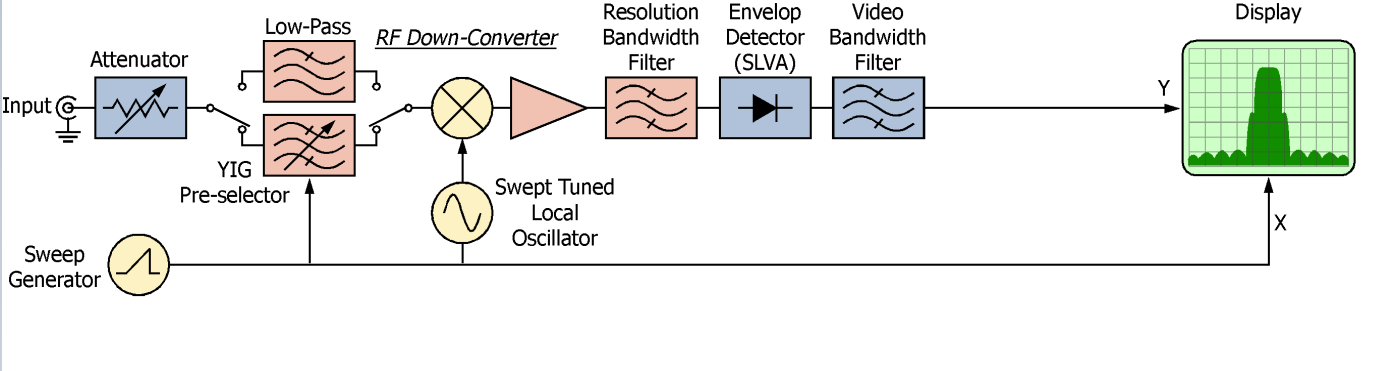 Low-Pass
RF Down-Converter
Resolution
Bandwidth
Filter
Envelop
Detector
(SLVA)
Video
Bandwidth
Filter
Display
Attenuator
Input
Y
YIG
Pre-selector
Swept Tuned
Local
Oscillator
X
Sweep
Generator